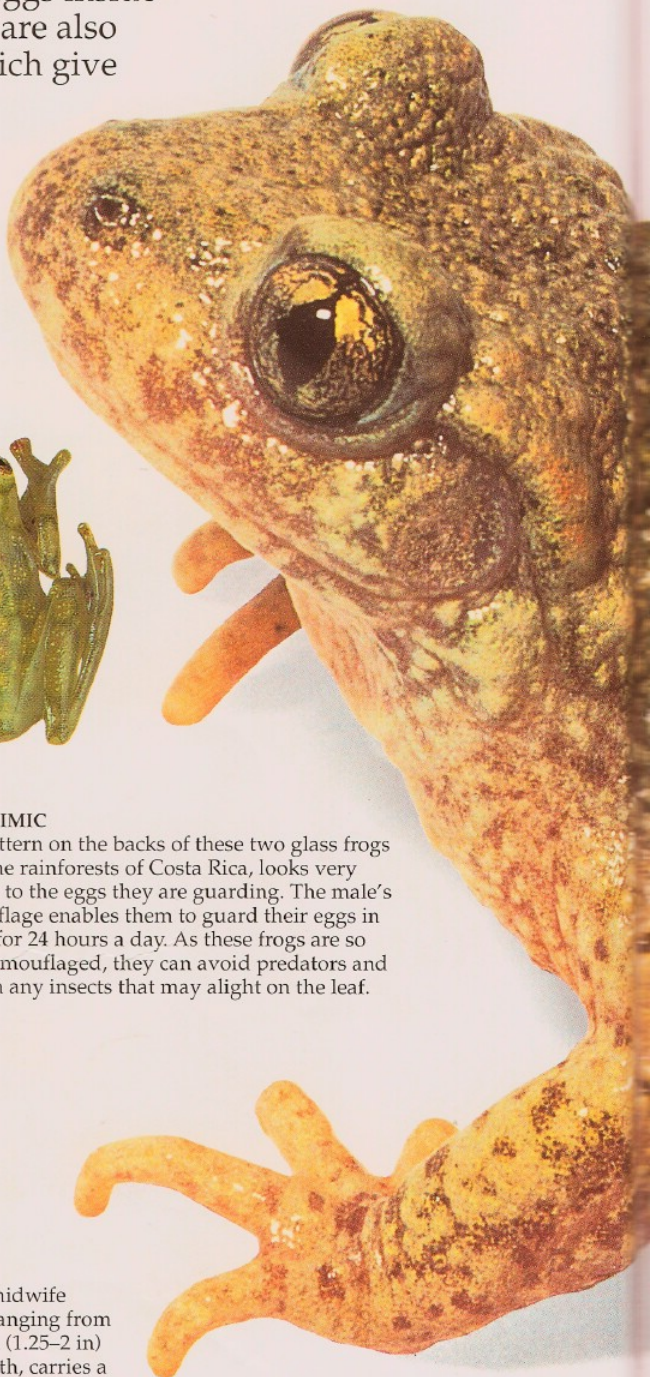 are also
ich give
IMIC
ttern on the backs of these two glass frogs
ne rainforests of Costa Rica, looks very
to the eggs they are guarding. The male's
flage enables them to guard their eggs in
for 24 hours a day. As these frogs are so
mouflaged, they can avoid predators and
any insects that may alight on the leaf.
nidwife
anging from
(1.25–2 in)
th, carries a